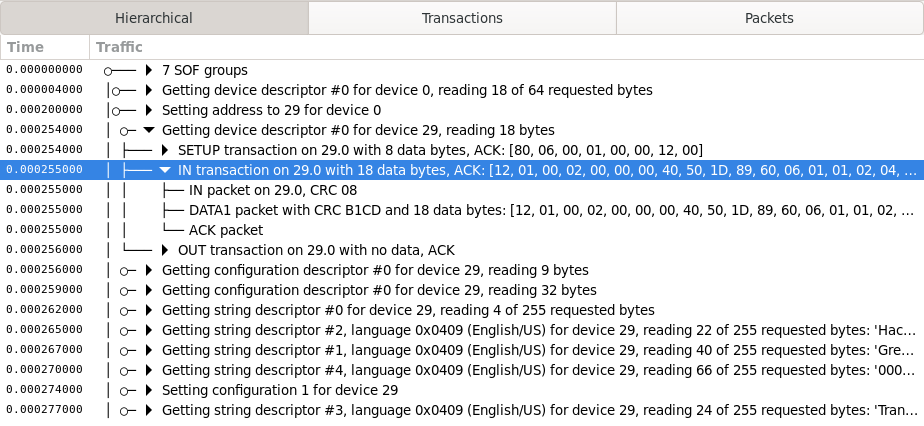 Hierarchical Transactions Packets
Time Traffic
0.000000000 7 SOF groups
0.000004000 Getting device descriptor #0 for device 0, reading 18 of 64 requested bytes
0.000200000 Setting address to 29 for device 0
0.000254000 Getting device descriptor #0 for device 29, reading 18 bytes
0.000254000 SETUP transaction on 29.0 with 8 data bytes, ACK: [80, 06, 00, 01, 00, 00, 12, 00]
0.000255000 IN transaction on 29.0 with 18 data bytes, ACK: [12, 01, 00, 02, 00, 00, 00, 40, 50, 1D, 89, 60, 06, 01, 01, 02, 04, ...
0.000255000 IN packet on 29.0, CRC 08
0.000255000 DATA1 packet with CRC B1CD and 18 data bytes: [12, 01, 00, 02, 00, 00, 00, 40, 50, 1D, 89, 60, 06, 01, 01, 02, ...
0.000255000 ACK packet
0.000256000 OUT transaction on 29.0 with no data, ACK
0.000256000 Getting configuration descriptor #0 for device 29, reading 9 bytes
0.000259000 Getting configuration descriptor #0 for device 29, reading 32 bytes
0.000262000 Getting string descriptor #0 for device 29, reading 4 of 255 requested bytes
0.000265000 Getting string descriptor #2, language 0x0409 (English/US) for device 29, reading 22 of 255 requested bytes: 'Hac...
0.000267000 Getting string descriptor #1, language 0x0409 (English/US) for device 29, reading 40 of 255 requested bytes: 'Gre...
0.000270000 Getting string descriptor #4, language 0x0409 (English/US) for device 29, reading 66 of 255 requested bytes: '000...
0.000274000 Setting configuration 1 for device 29
0.000277000 Getting string descriptor #3, language 0x0409 (English/US) for device 29, reading 24 of 255 requested bytes: 'Tran...